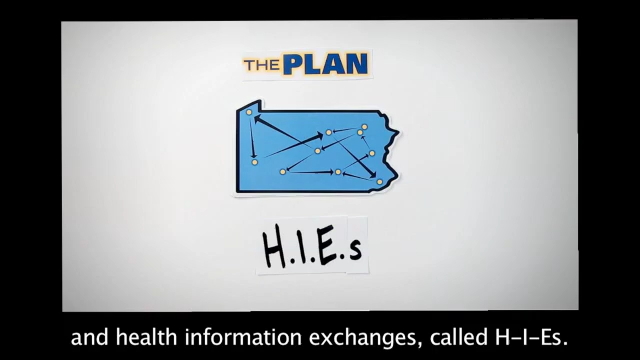 THE PLAN
H.I.E.s
and health information exchanges, called H-I-Es.